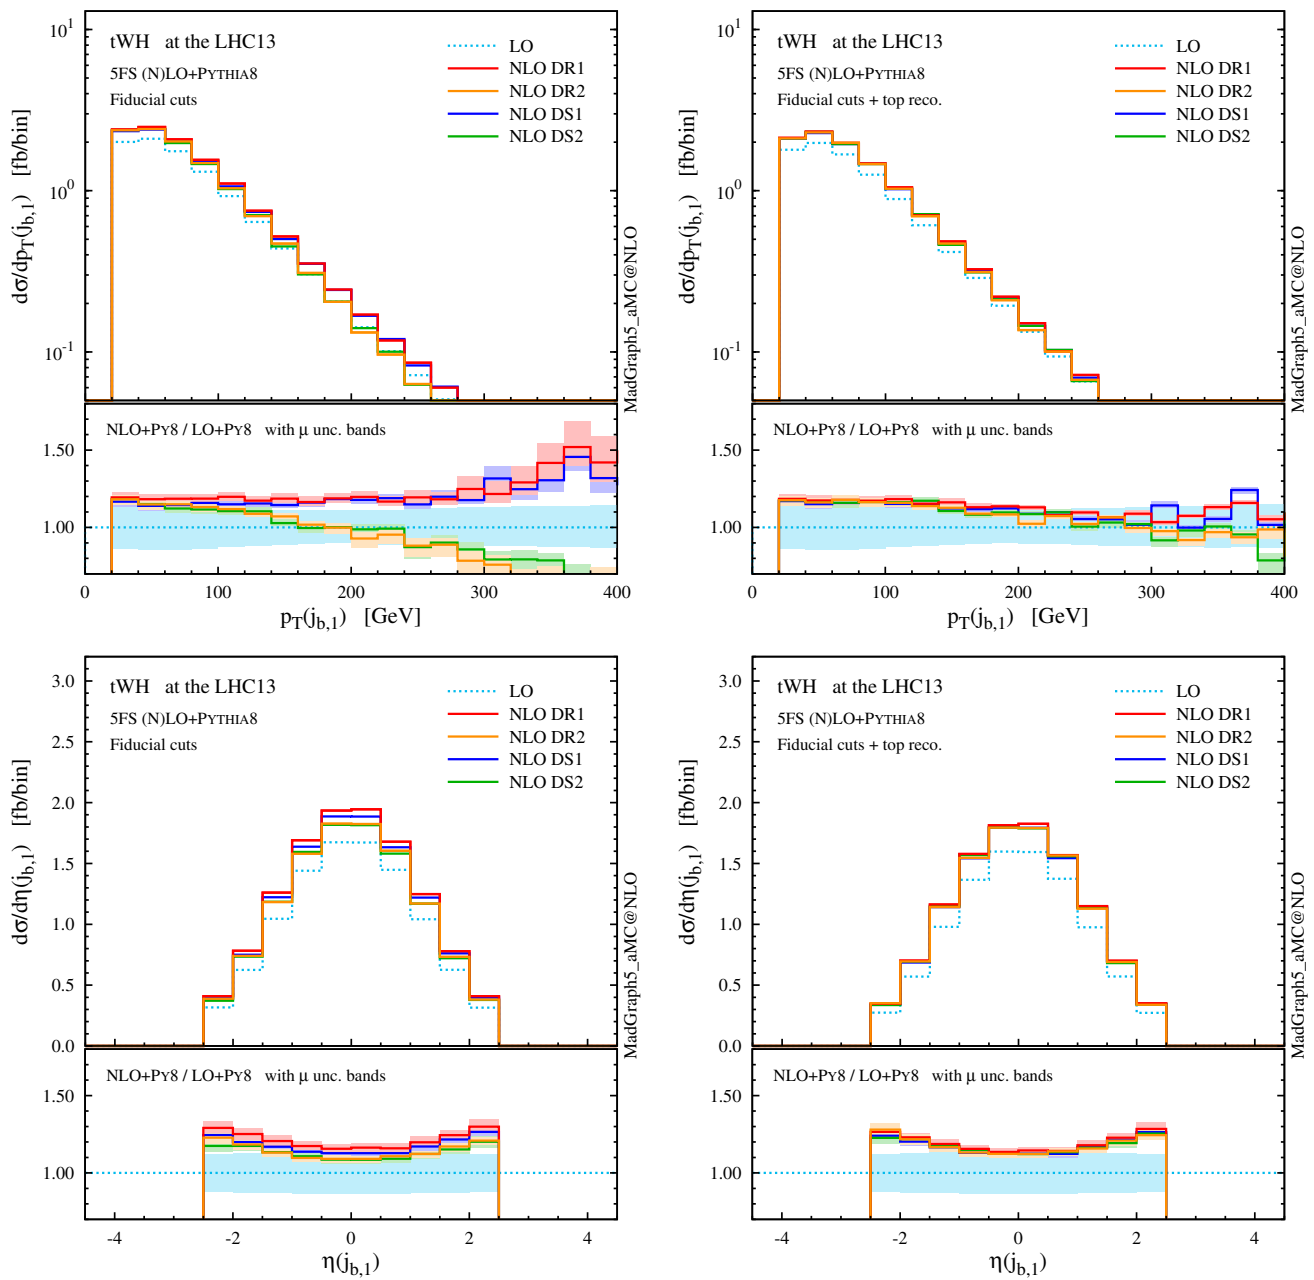 tWH at the LHC13
5FS (N)LO+PYTHIA8
Fiducial cuts
LO
NLO DR1
NLO DR2
NLO DS1
NLO DS2
10¹
10⁰
10⁻¹
dσ/dp_T(j_b,1) [fb/bin]
MadGraph5_aMC@NLO
NLO+PY8 / LO+PY8 with μ unc. bands
1.50
1.00
0 100 200 300 400
p_T(j_b,1) [GeV]
tWH at the LHC13
5FS (N)LO+PYTHIA8
Fiducial cuts + top reco.
LO
NLO DR1
NLO DR2
NLO DS1
NLO DS2
10¹
10⁰
10⁻¹
dσ/dp_T(j_b,1) [fb/bin]
MadGraph5_aMC@NLO
NLO+PY8 / LO+PY8 with μ unc. bands
1.50
1.00
0 100 200 300 400
p_T(j_b,1) [GeV]
tWH at the LHC13
5FS (N)LO+PYTHIA8
Fiducial cuts
LO
NLO DR1
NLO DR2
NLO DS1
NLO DS2
3.0
2.5
2.0
1.5
1.0
0.5
0.0
dσ/dη(j_b,1) [fb/bin]
MadGraph5_aMC@NLO
NLO+PY8 / LO+PY8 with μ unc. bands
1.50
1.00
-4 -2 0 2 4
η(j_b,1)
tWH at the LHC13
5FS (N)LO+PYTHIA8
Fiducial cuts + top reco.
LO
NLO DR1
NLO DR2
NLO DS1
NLO DS2
3.0
2.5
2.0
1.5
1.0
0.5
0.0
dσ/dη(j_b,1) [fb/bin]
MadGraph5_aMC@NLO
NLO+PY8 / LO+PY8 with μ unc. bands
1.50
1.00
-4 -2 0 2 4
η(j_b,1)